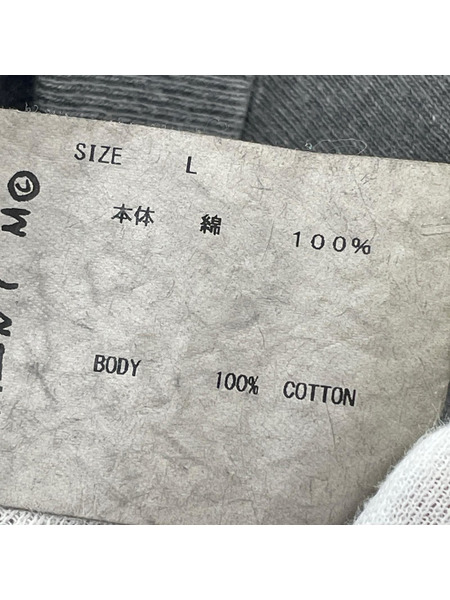 SIZE L
本体 綿 100%
BODY 100% COTTON